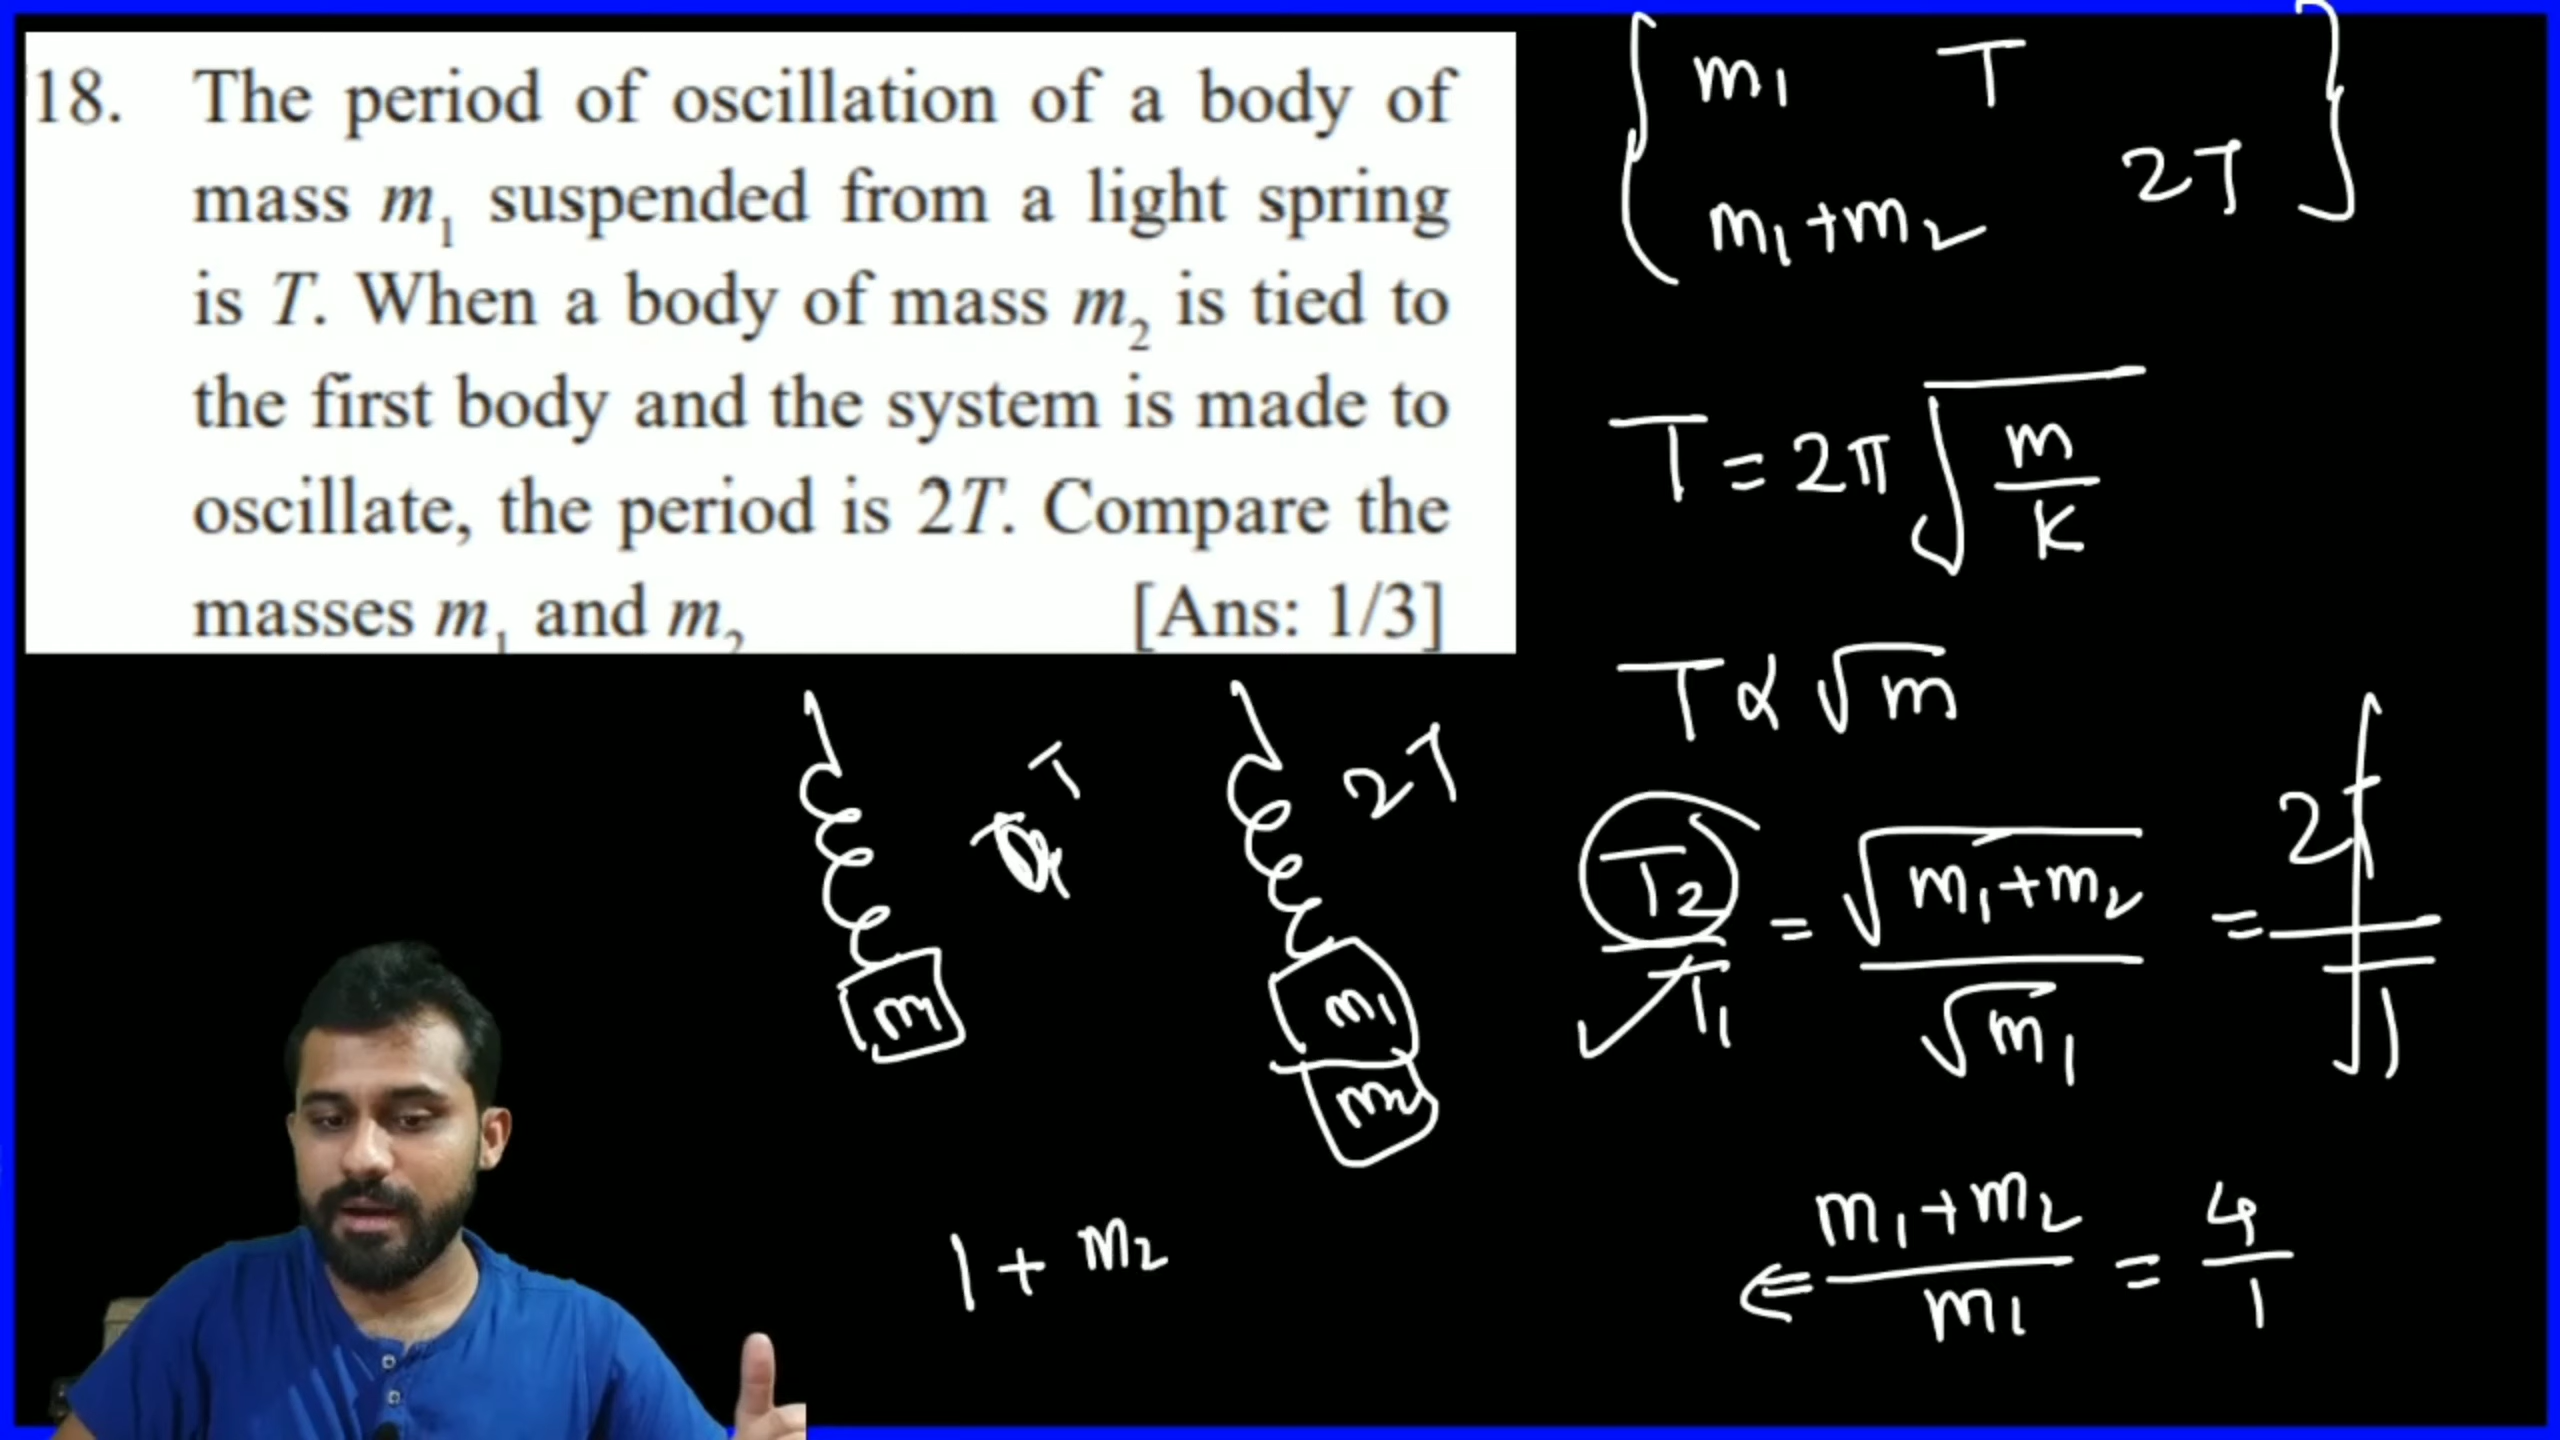 18. The period of oscillation of a body of
mass m₁ suspended from a light spring
is T. When a body of mass m₂ is tied to
the first body and the system is made to
oscillate, the period is 2T. Compare the
masses m₁ and m₂ [Ans: 1/3]
m₁ T
m₁+m₂ 2T
T = 2π √(m/K)
T ∝ √m
T₂/T₁ = √(m₁+m₂)/√m₁ = 2T/T
(m₁+m₂)/m₁ = 4/1
T
m₁
2T
m₁
m₂
1 + m₂